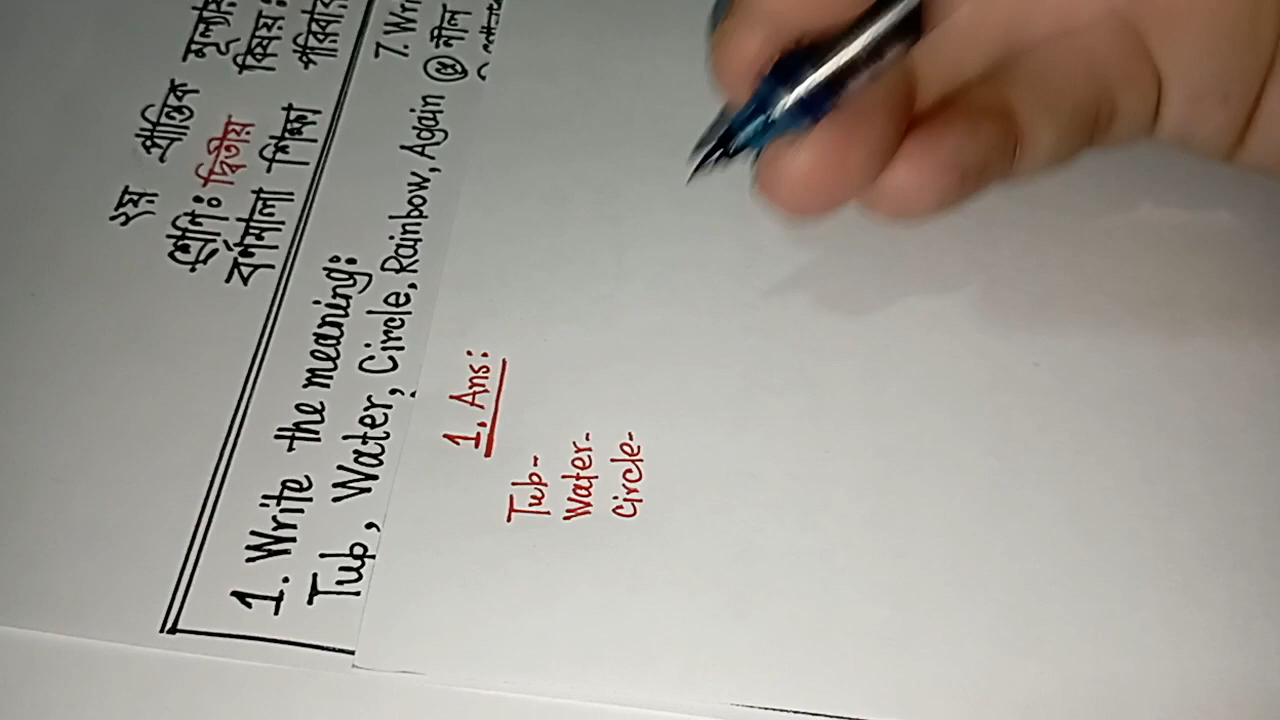 ২য় প্রান্তিক মূল্যায়
শ্রেণি: দ্বিতীয় বিষয়:
বর্ণমালা শিক্ষা পরিবার
1. Write the meaning: 7. Wri
Tub, Water, Circle, Rainbow, Again @ নীল
1. Ans:
Tub-
Water-
Circle-